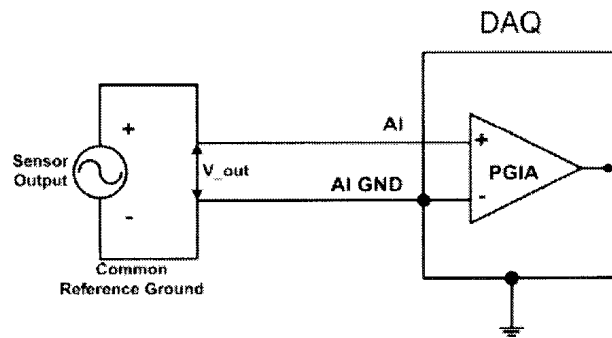 DAQ
AI
+
+
Sensor
Output
V_out
PGIA
AI GND
-
-
Common
Reference Ground